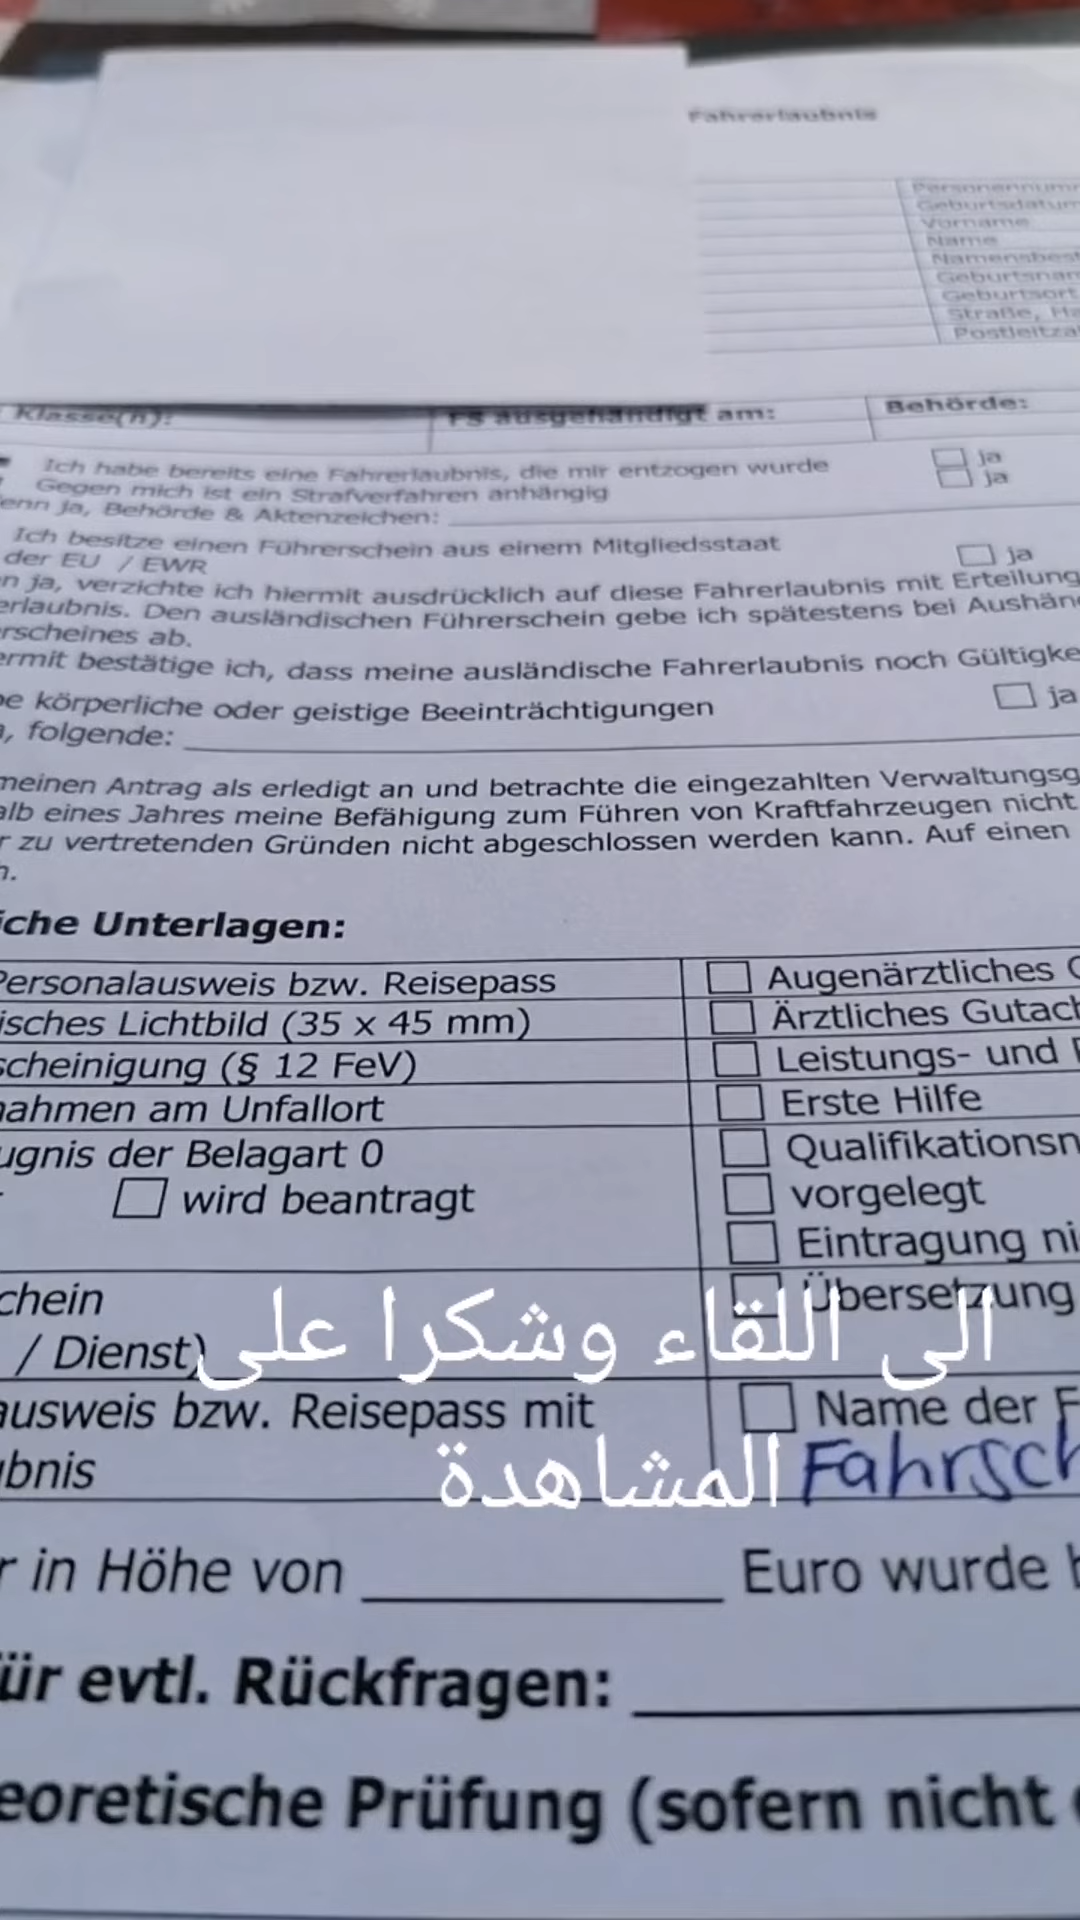 Fahrerlaubnis
Geburtsdatum
Vorname
Name
Geburtsort
Straße,
Klasse(n): FS ausgehändigt am: Behörde:
Ich habe bereits eine Fahrerlaubnis, die mir entzogen wurde ja
Gegen mich ist ein Strafverfahren anhängig ja
enn ja, Behörde & Aktenzeichen:
Ich besitze einen Führerschein aus einem Mitgliedsstaat
der EU / EWR ja
n ja, verzichte ich hiermit ausdrücklich auf diese Fahrerlaubnis mit Erteilung
erlaubnis. Den ausländischen Führerschein gebe ich spätestens bei Aushän
erscheines ab.
ermit bestätige ich, dass meine ausländische Fahrerlaubnis noch Gültigke
be körperliche oder geistige Beeinträchtigungen ja
, folgende:
meinen Antrag als erledigt an und betrachte die eingezahlten Verwaltungsg
alb eines Jahres meine Befähigung zum Führen von Kraftfahrzeugen nicht
r zu vertretenden Gründen nicht abgeschlossen werden kann. Auf einen
n.
iche Unterlagen:
Personalausweis bzw. Reisepass Augenärztliches G
isches Lichtbild (35 x 45 mm) Ärztliches Gutach
scheinigung (§ 12 FeV) Leistungs- und
nahmen am Unfallort Erste Hilfe
ugnis der Belagart 0 Qualifikationsn
wird beantragt vorgelegt
Eintragung ni
chein Übersetzung
/ Dienst)
الى اللقاء وشكرا على
المشاهدة
ausweis bzw. Reisepass mit Name der F
bnis Fahrsch
r in Höhe von Euro wurde b
ür evtl. Rückfragen:
eoretische Prüfung (sofern nicht